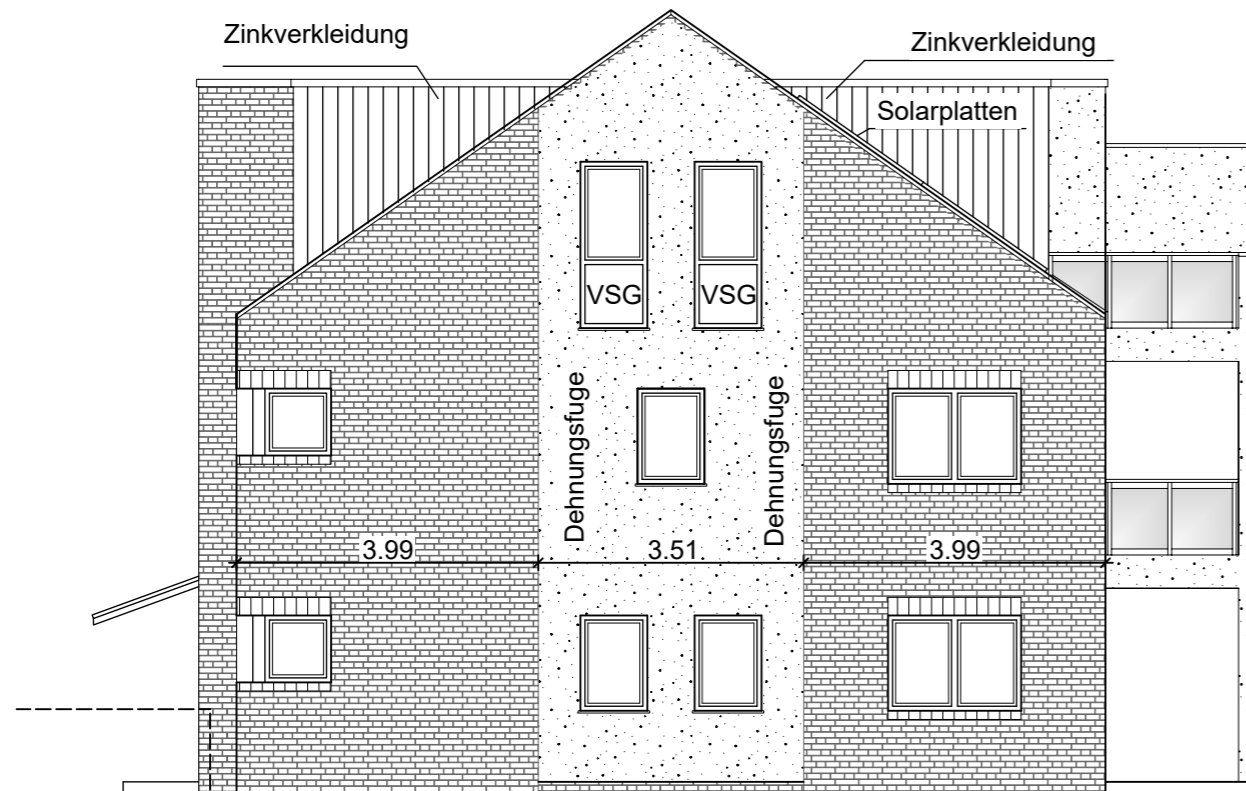 Zinkverkleidung
Zinkverkleidung
Solarplatten
VSG
VSG
Dehnungsfuge
Dehnungsfuge
3.99
3.51
3.99